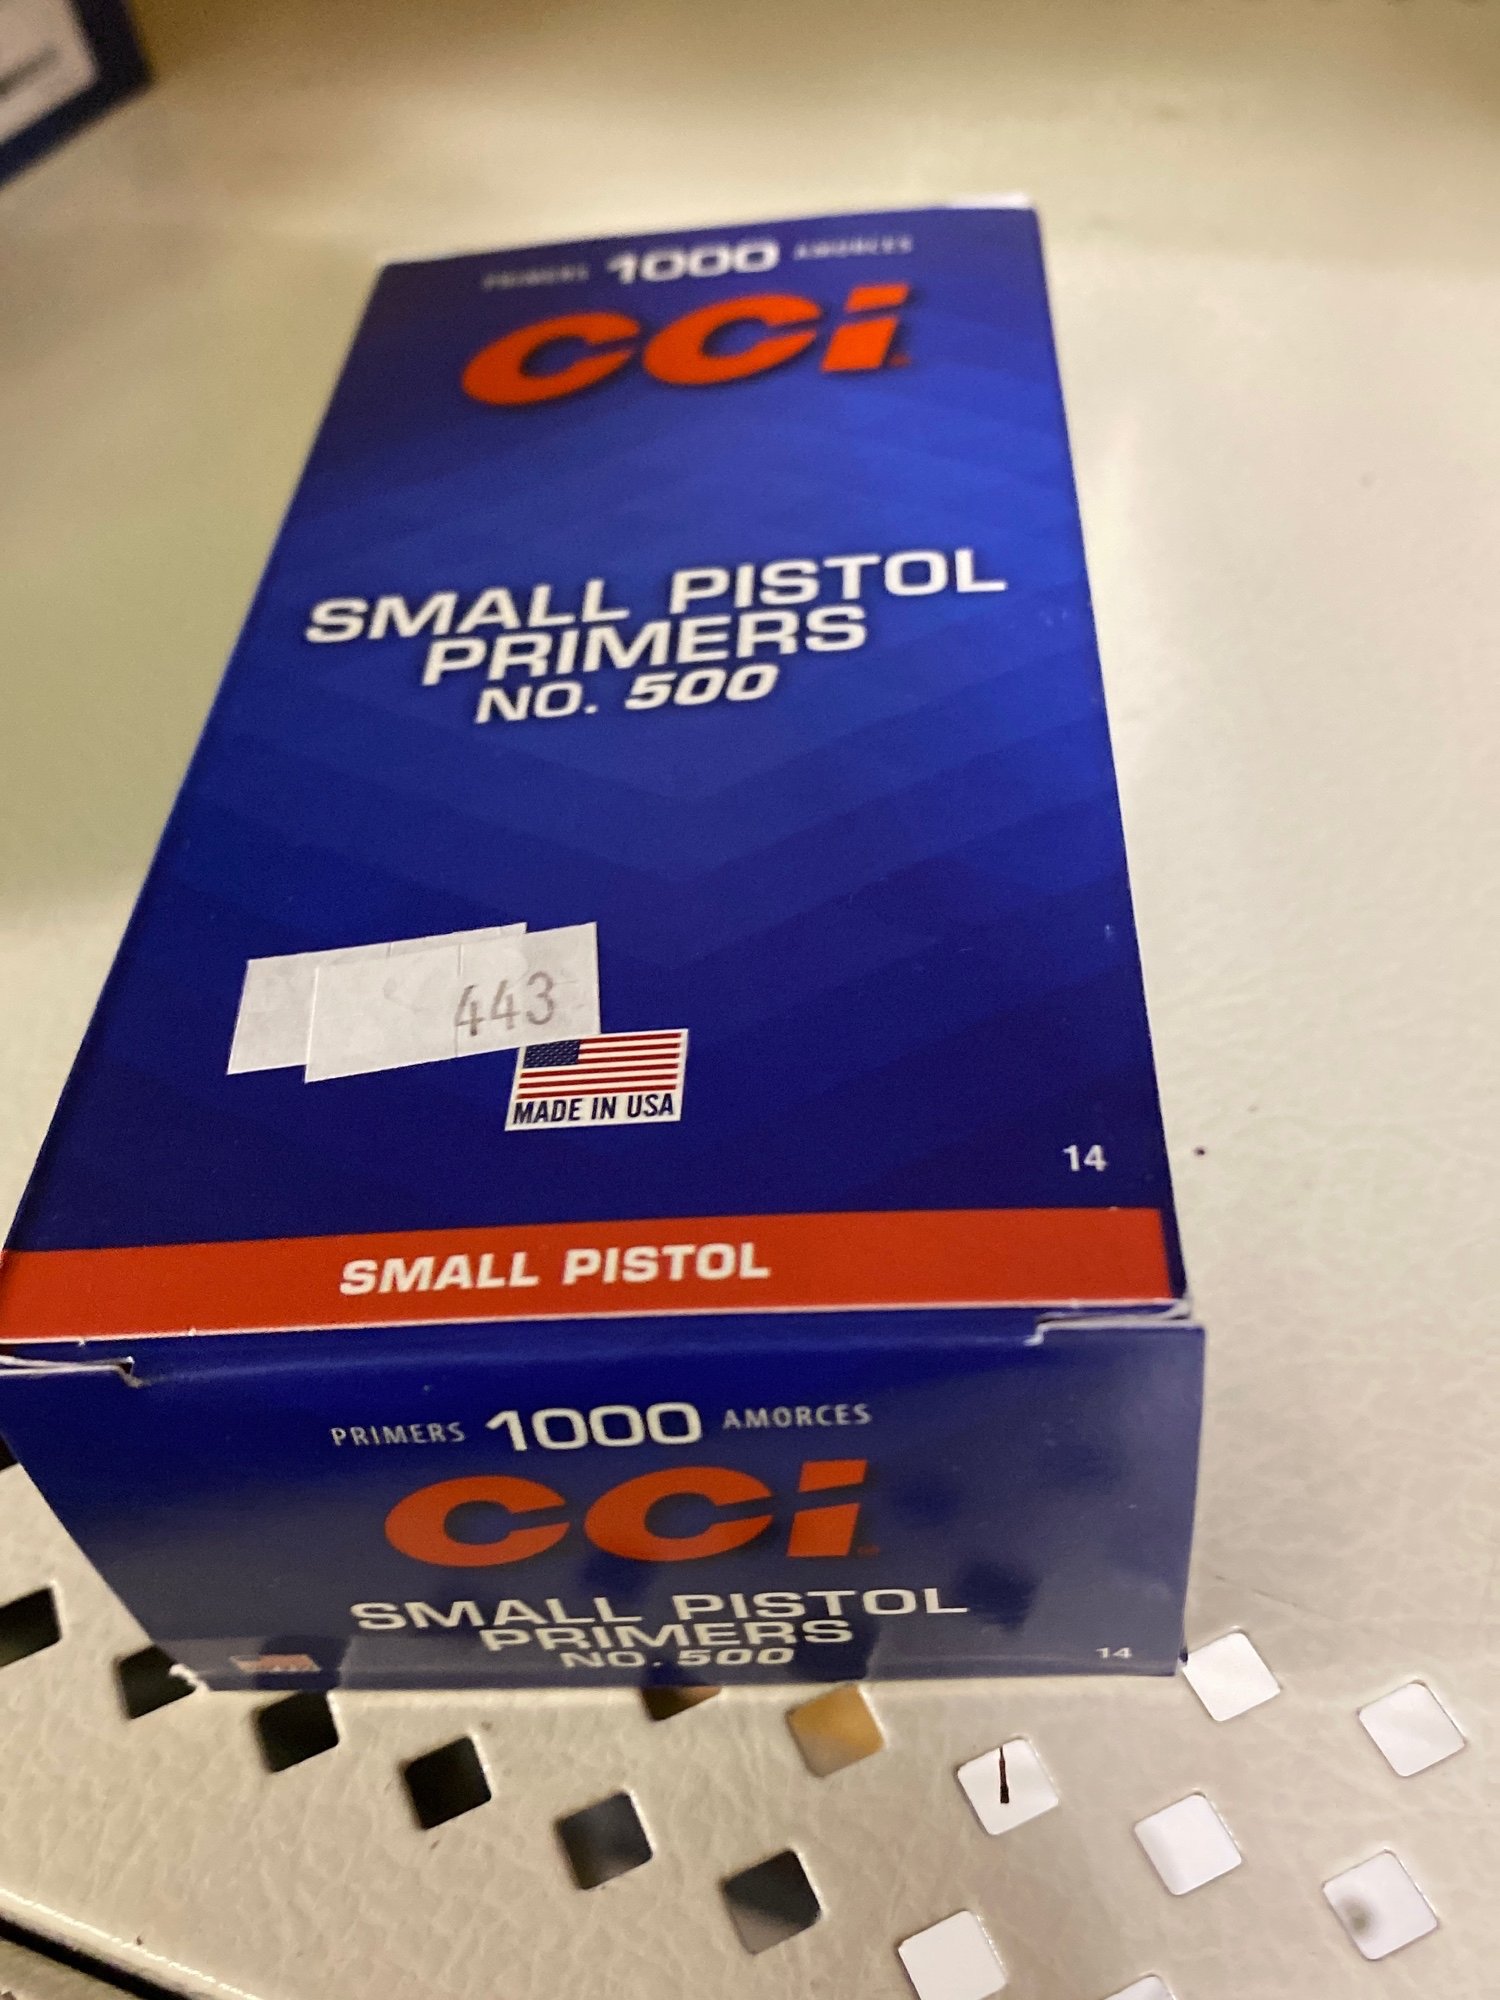 PRIMERS 1000 AMORCES
CCi
SMALL PISTOL
PRIMERS
NO. 500
443
MADE IN USA
14
SMALL PISTOL
PRIMERS 1000 AMORCES
CCi
SMALL PISTOL
PRIMERS
NO. 500
14